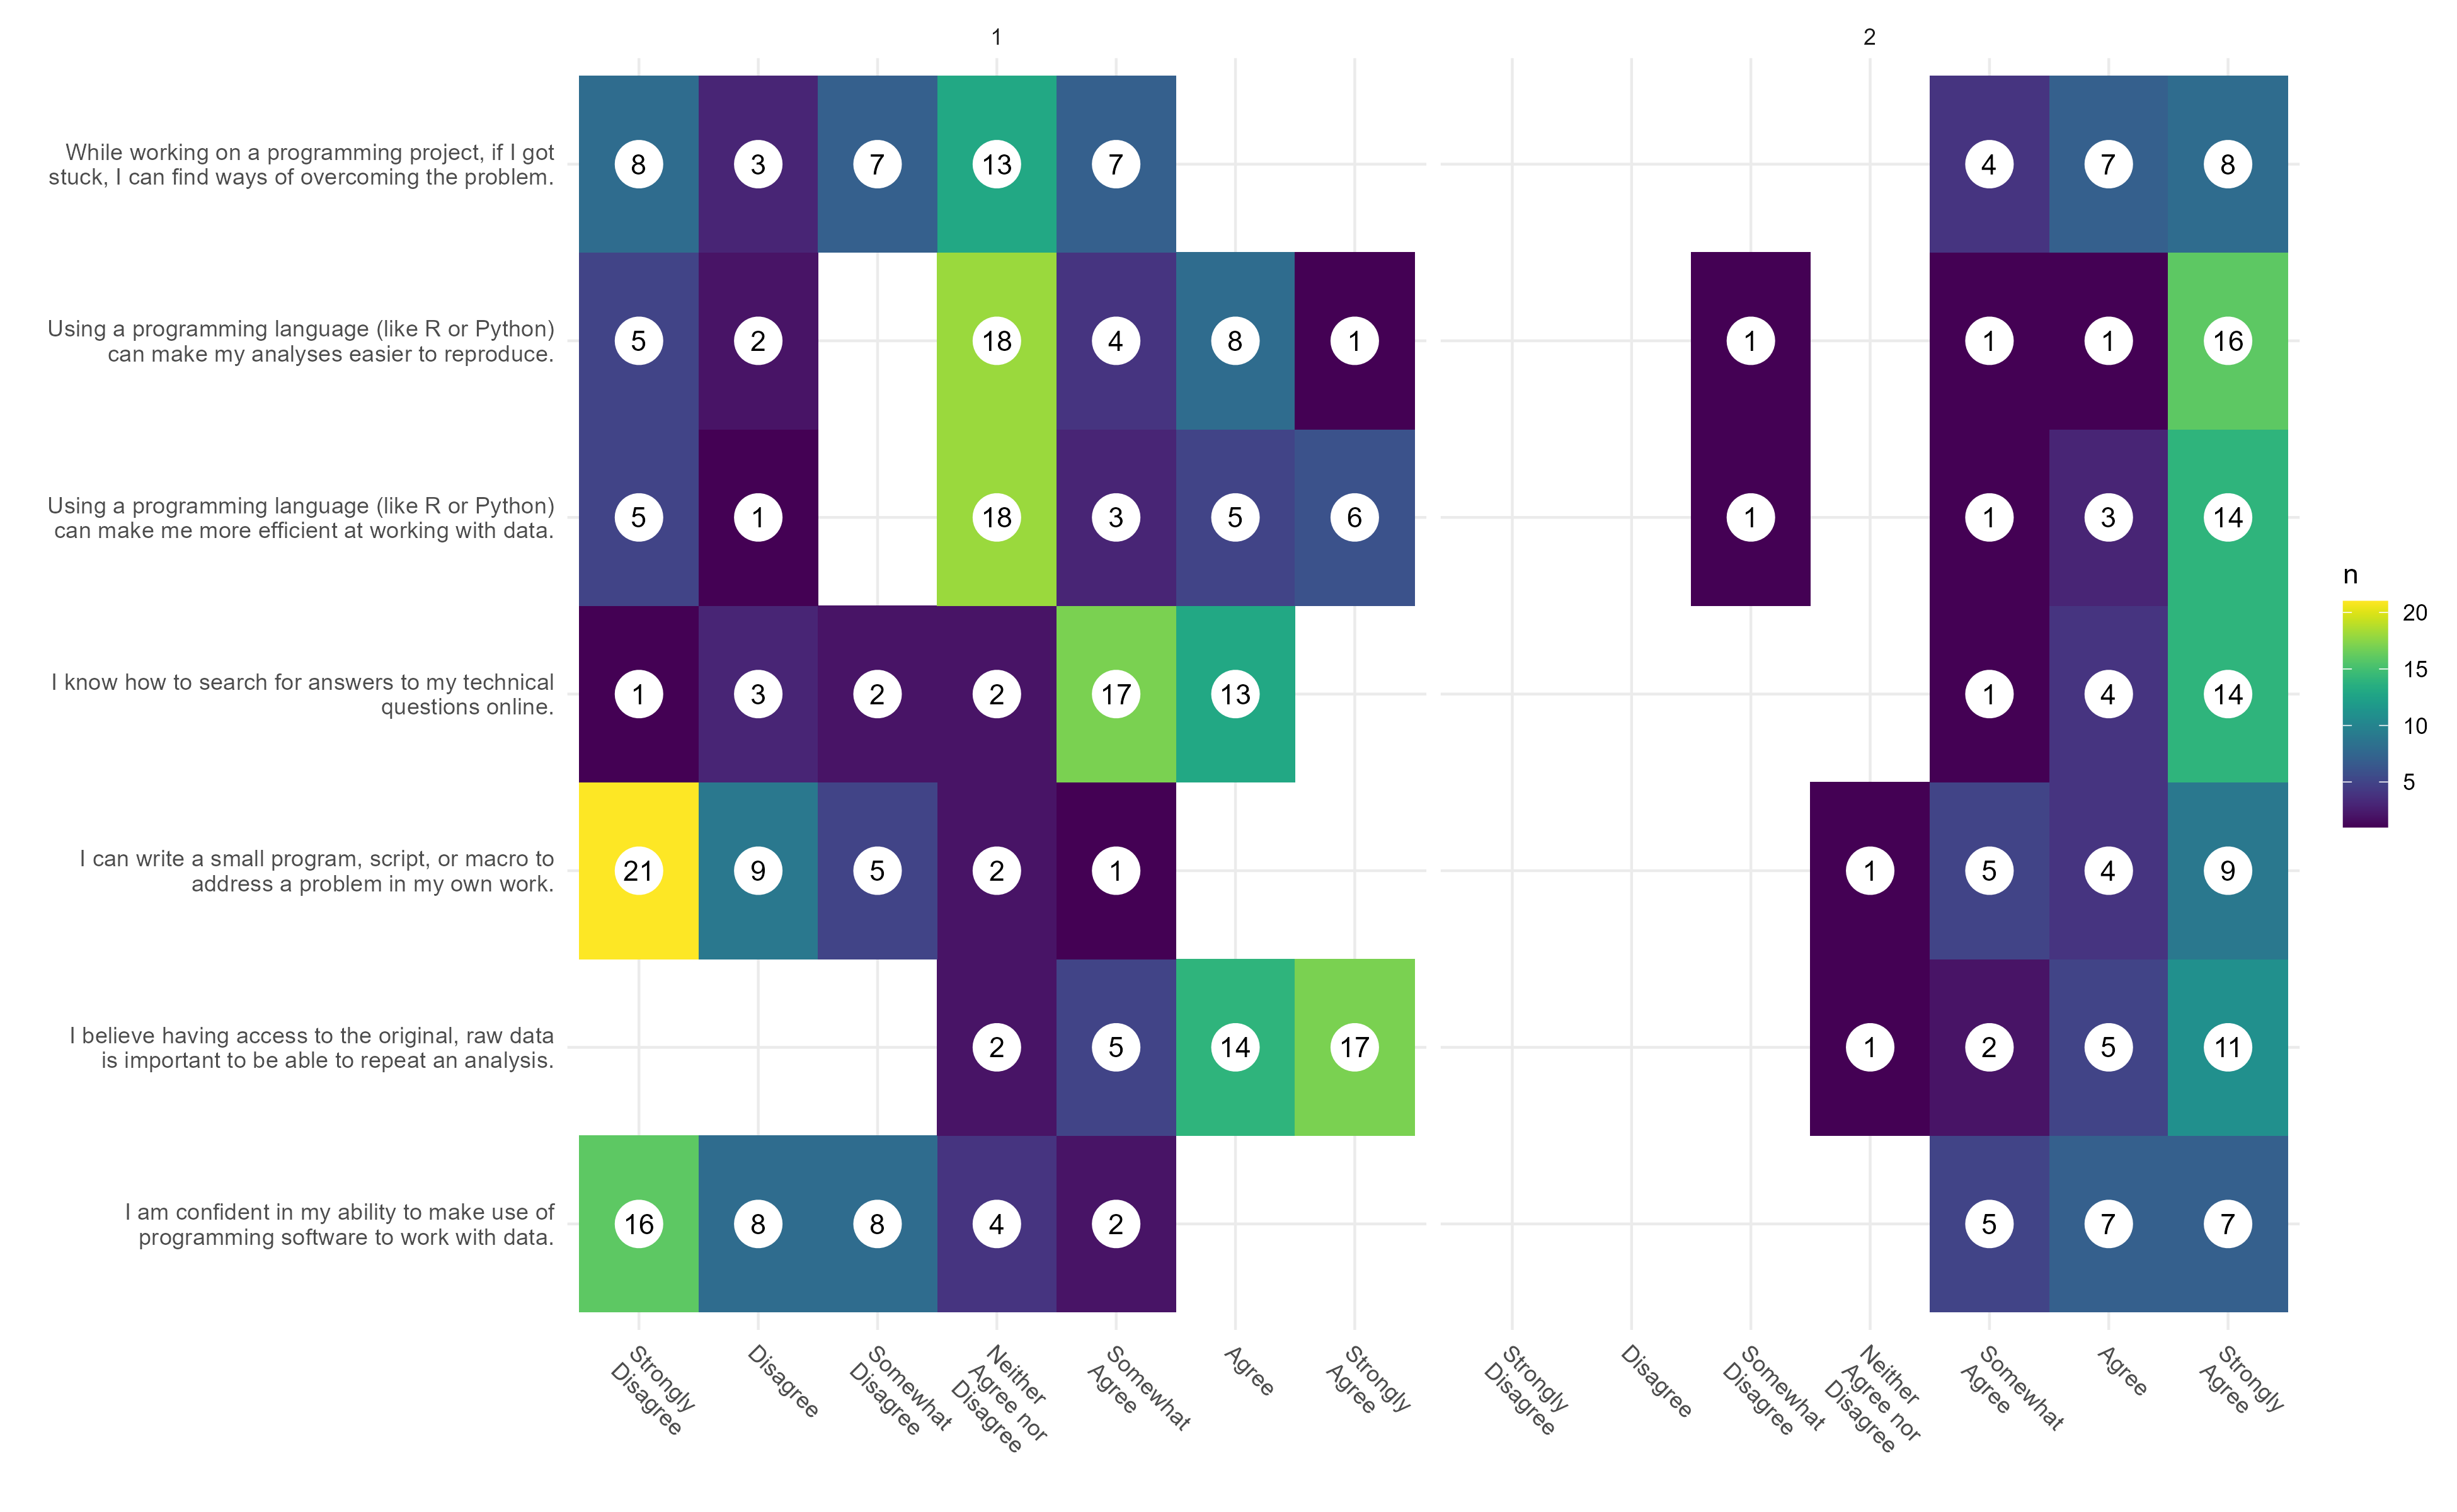 1
2
While working on a programming project, if I got
stuck, I can find ways of overcoming the problem.
8 3 7 13 7
4 7 8
Using a programming language (like R or Python)
can make my analyses easier to reproduce.
5 2 18 4 8 1
1 1 1 16
Using a programming language (like R or Python)
can make me more efficient at working with data.
5 1 18 3 5 6
1 1 3 14
I know how to search for answers to my technical
questions online.
1 3 2 2 17 13
1 4 14
I can write a small program, script, or macro to
address a problem in my own work.
21 9 5 2 1
1 5 4 9
I believe having access to the original, raw data
is important to be able to repeat an analysis.
2 5 14 17
1 2 5 11
I am confident in my ability to make use of
programming software to work with data.
16 8 8 4 2
5 7 7
Strongly
Disagree
Disagree
Somewhat
Disagree
Neither
Agree nor
Disagree
Somewhat
Agree
Agree
Strongly
Agree
Strongly
Disagree
Disagree
Somewhat
Disagree
Neither
Agree nor
Disagree
Somewhat
Agree
Agree
Strongly
Agree
n
20
15
10
5